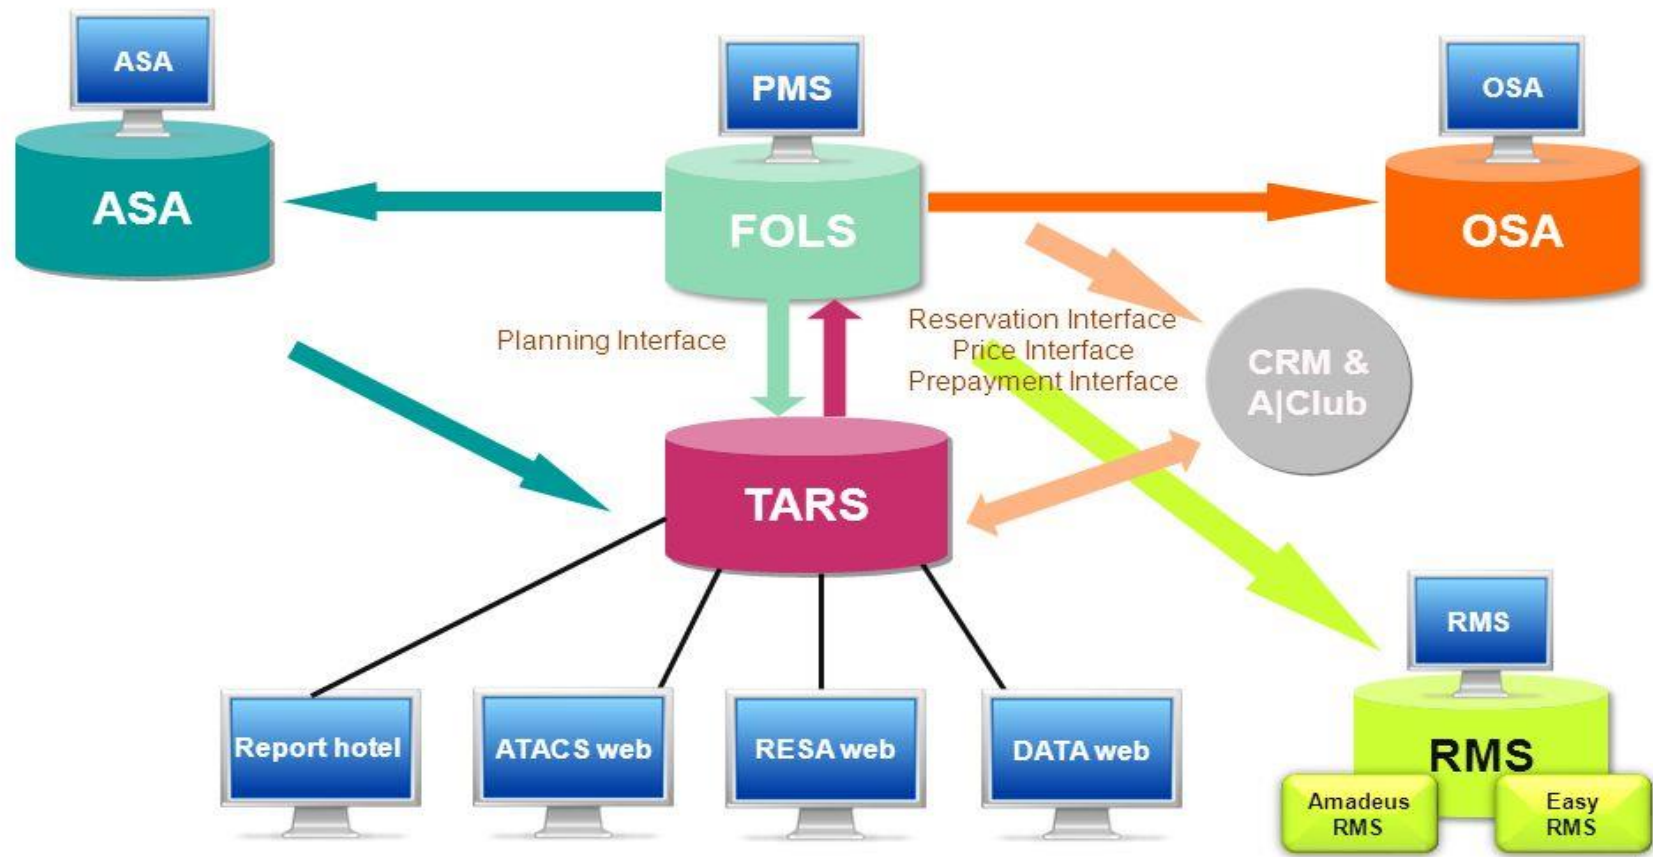 ASA
PMS
OSA
ASA
FOLS
OSA
Planning Interface
Reservation Interface
Price Interface
Prepayment Interface
CRM &
A|Club
TARS
RMS
Report hotel
ATACS web
RESA web
DATA web
RMS
Amadeus
RMS
Easy
RMS